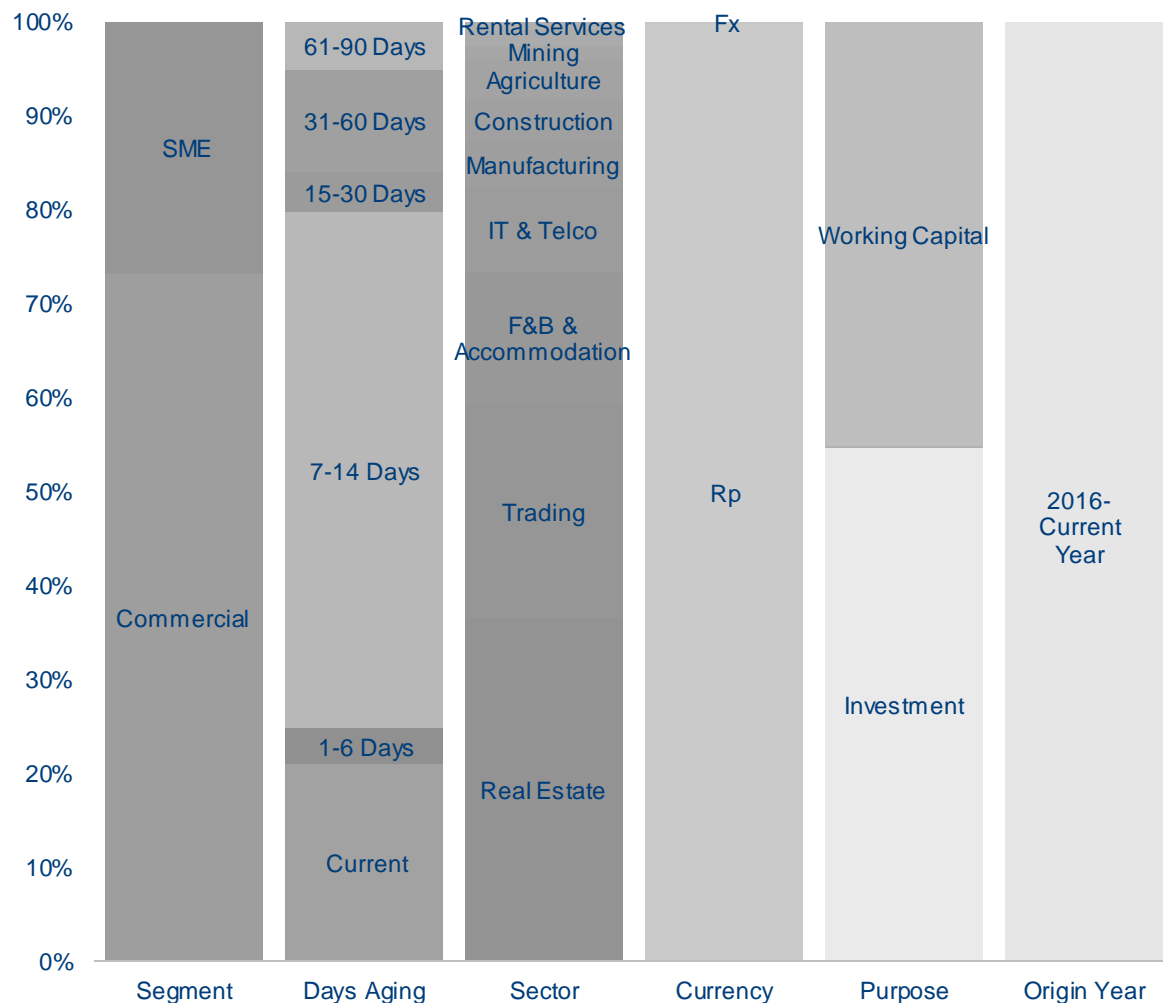 100%
90%
80%
70%
60%
50%
40%
30%
20%
10%
0%
SME
Commercial
61-90 Days
31-60 Days
15-30 Days
7-14 Days
1-6 Days
Current
Rental Services
Mining
Agriculture
Construction
Manufacturing
IT & Telco
F&B &
Accommodation
Trading
Real Estate
Fx
Rp
Working Capital
Investment
2016-
Current
Year
Segment
Days Aging
Sector
Currency
Purpose
Origin Year